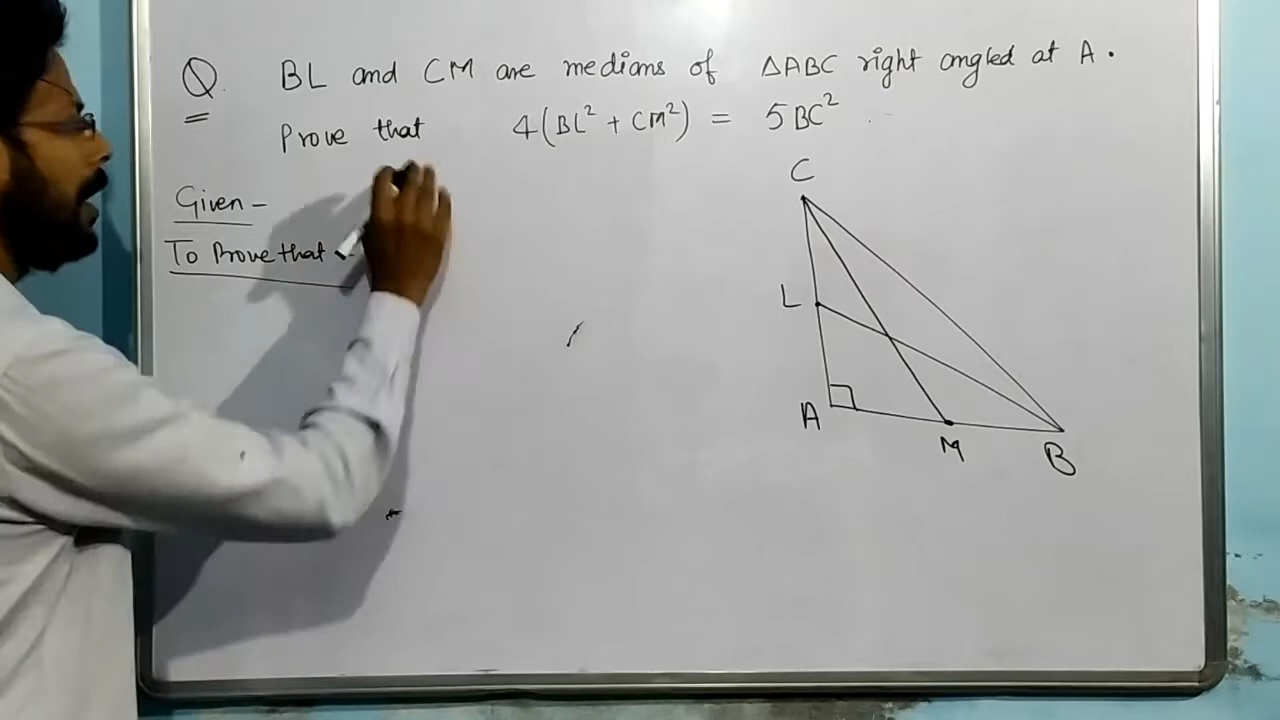 Q. BL and CM are medians of ΔABC right angled at A.
Prove that 4(BL² + CM²) = 5BC²
Given -
To Prove that -
C
L
A
M
B